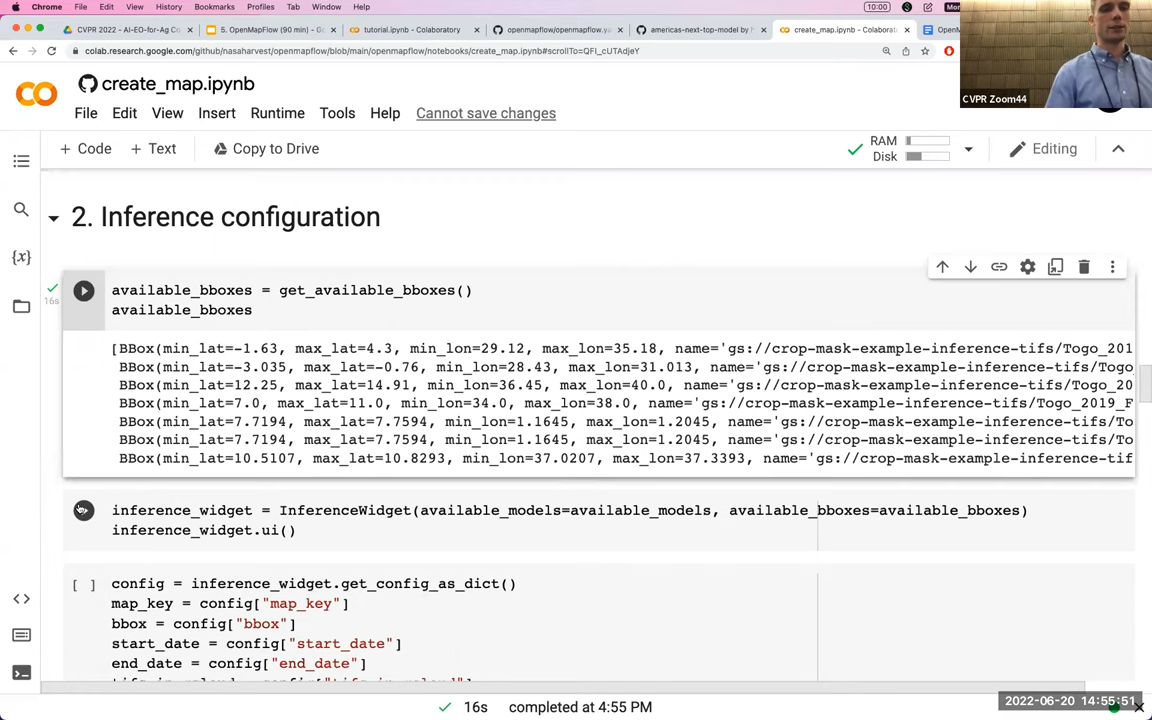 Chrome File Edit View History Bookmarks Profiles Tab Window Help 10:00
CVPR 2022 - AI-EO-for-Ag Co
5. OpenMapFlow (90 min) - G
tutorial.ipynb - Colaboratory
openmapflow/openmapflow.ya
americas-next-top-model by h
create_map.ipynb - Colaborat
colab.research.google.com/github/nasaharvest/openmapflow/blob/main/openmapflow/notebooks/create_map.ipynb#scrollTo=QFI_cUTAdjeY
CVPR Zoom44
create_map.ipynb
File Edit View Insert Runtime Tools Help Cannot save changes
+ Code + Text Copy to Drive
RAM
Disk
Editing
2. Inference configuration
16s
available_bboxes = get_available_bboxes()
available_bboxes
[BBox(min_lat=-1.63, max_lat=4.3, min_lon=29.12, max_lon=35.18, name='gs://crop-mask-example-inference-tifs/Togo_201
BBox(min_lat=-3.035, max_lat=-0.76, min_lon=28.43, max_lon=31.013, name='gs://crop-mask-example-inference-tifs/Togo
BBox(min_lat=12.25, max_lat=14.91, min_lon=36.45, max_lon=40.0, name='gs://crop-mask-example-inference-tifs/Togo_20
BBox(min_lat=7.0, max_lat=11.0, min_lon=34.0, max_lon=38.0, name='gs://crop-mask-example-inference-tifs/Togo_2019_F
BBox(min_lat=7.7194, max_lat=7.7594, min_lon=1.1645, max_lon=1.2045, name='gs://crop-mask-example-inference-tifs/To
BBox(min_lat=7.7194, max_lat=7.7594, min_lon=1.1645, max_lon=1.2045, name='gs://crop-mask-example-inference-tifs/To
BBox(min_lat=10.5107, max_lat=10.8293, min_lon=37.0207, max_lon=37.3393, name='gs://crop-mask-example-inference-tif
inference_widget = InferenceWidget(available_models=available_models, available_bboxes=available_bboxes)
inference_widget.ui()
[ ] config = inference_widget.get_config_as_dict()
map_key = config["map_key"]
bbox = config["bbox"]
start_date = config["start_date"]
end_date = config["end_date"]
16s completed at 4:55 PM
2022-06-20 14:55:51